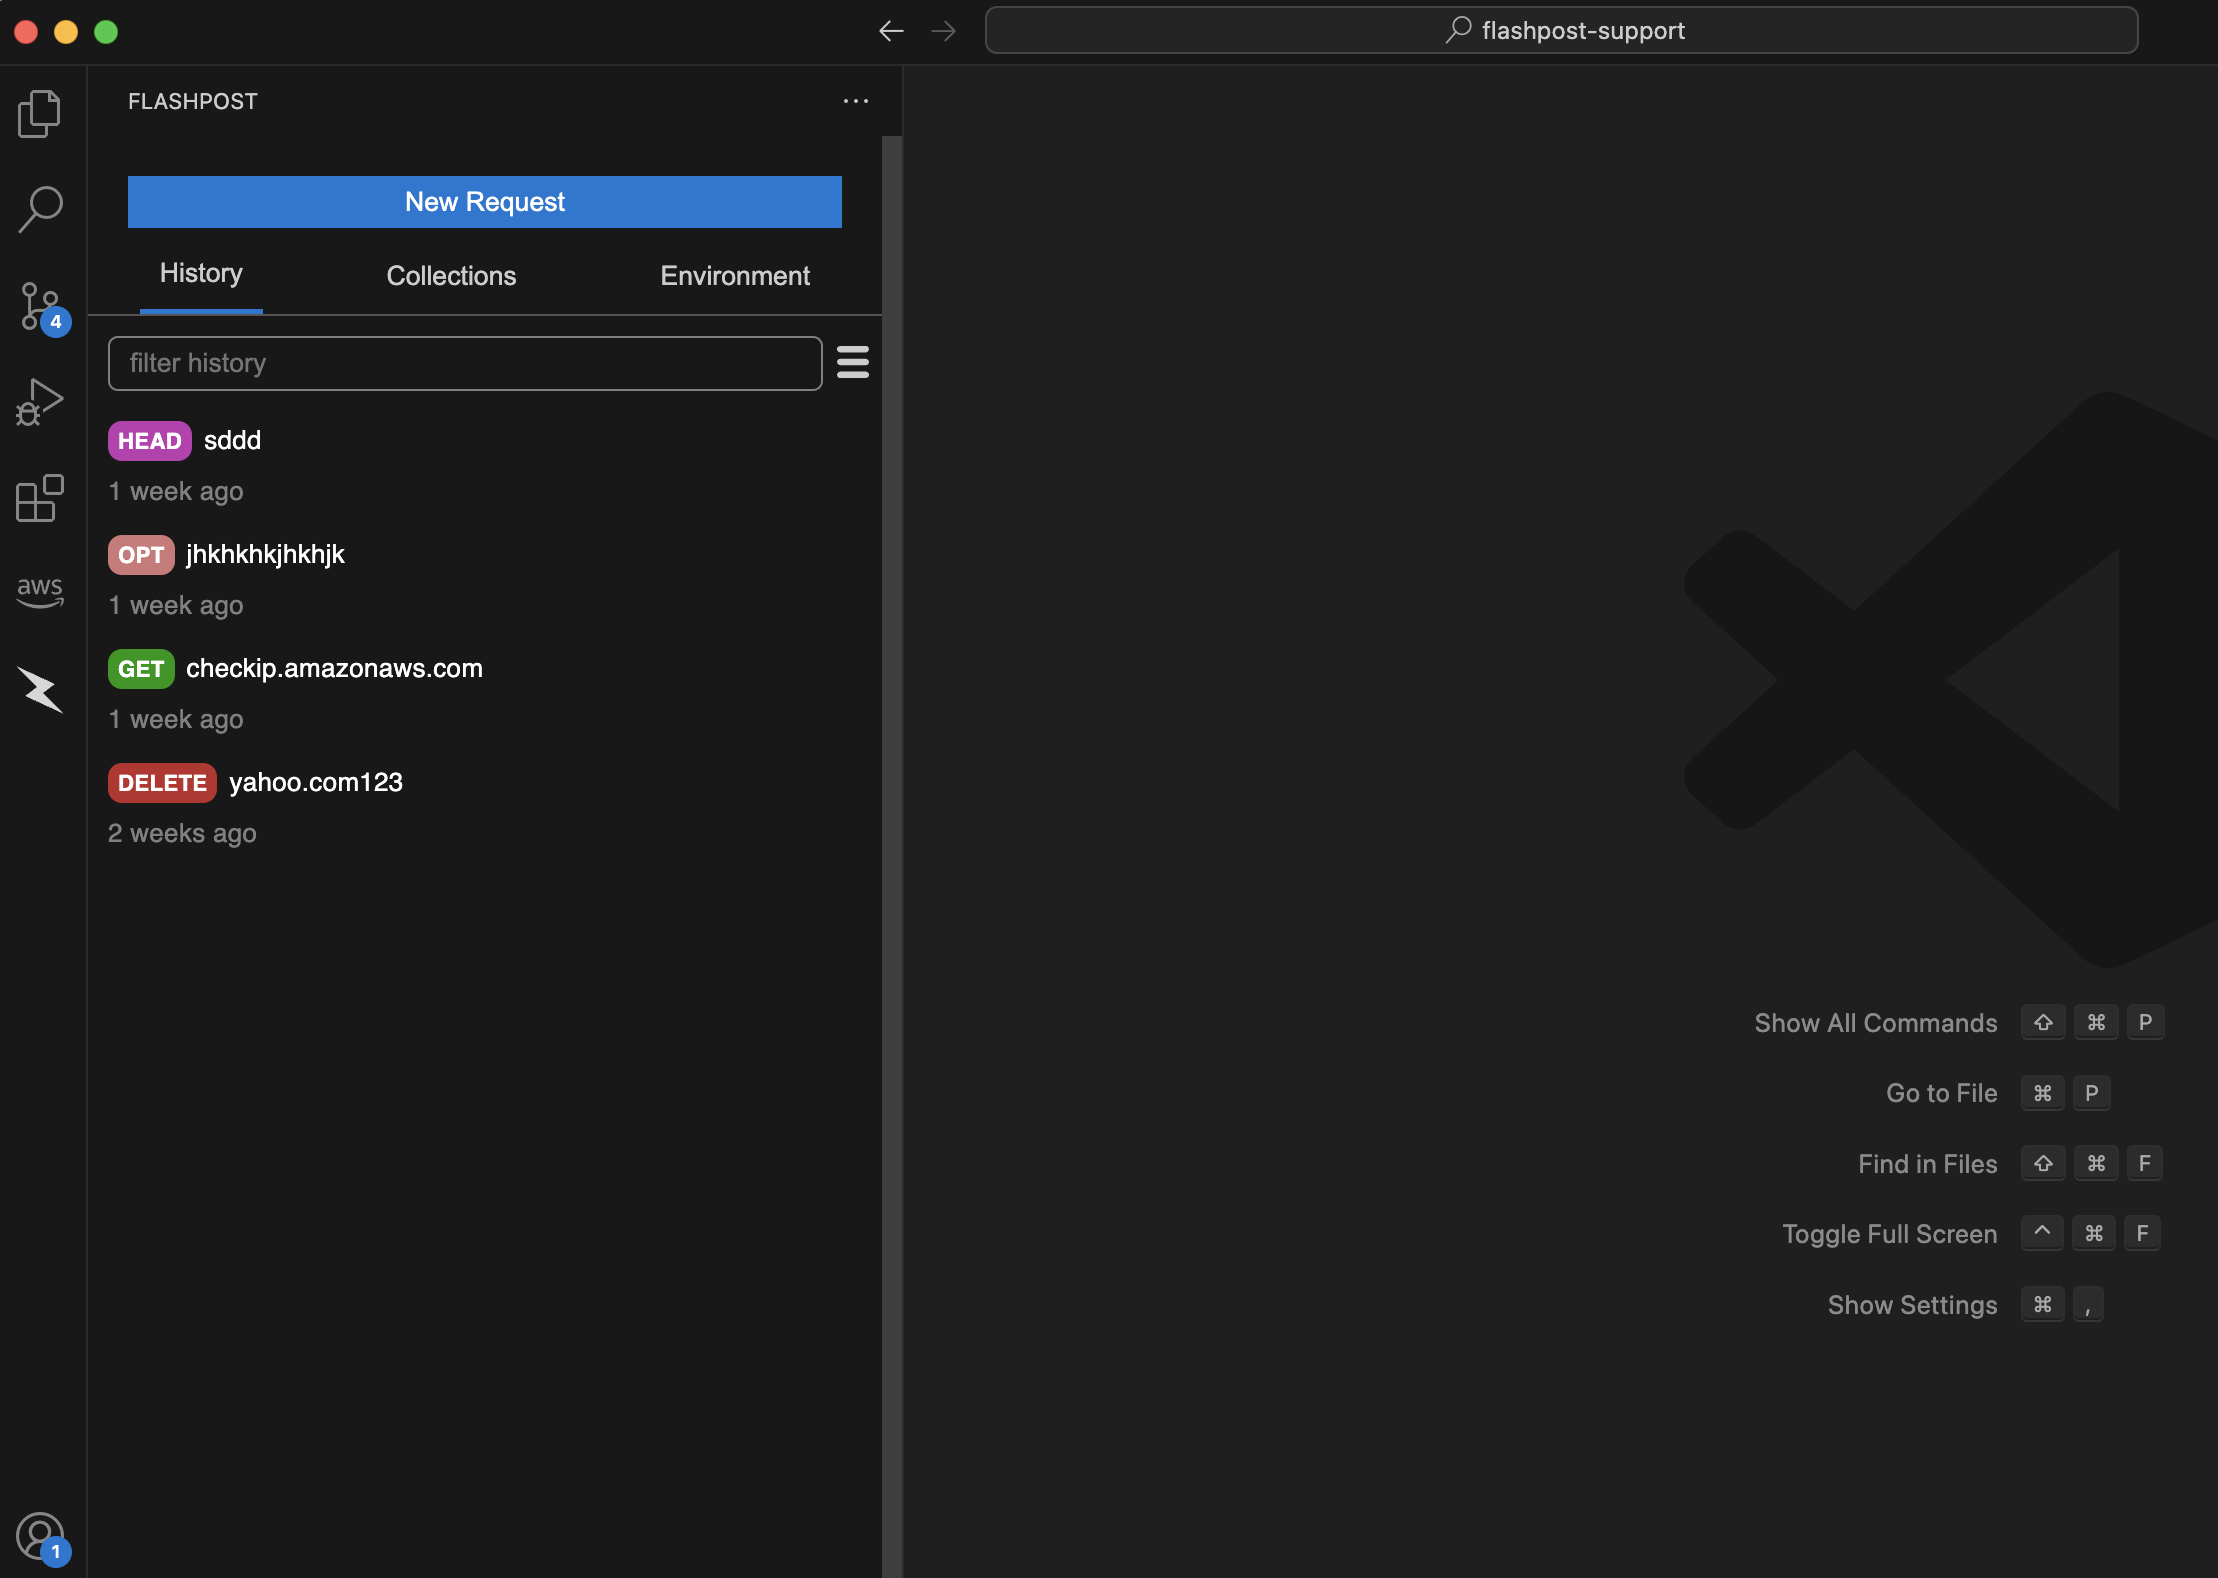 flashpost-support
FLASHPOST
New Request
History Collections Environment
filter history
HEAD sddd
1 week ago
OPT jhkhkhkjhkhjk
1 week ago
GET checkip.amazonaws.com
1 week ago
DELETE yahoo.com123
2 weeks ago
4
aws
1
Show All Commands ⇧ ⌘ P
Go to File ⌘ P
Find in Files ⇧ ⌘ F
Toggle Full Screen ^ ⌘ F
Show Settings ⌘ ,